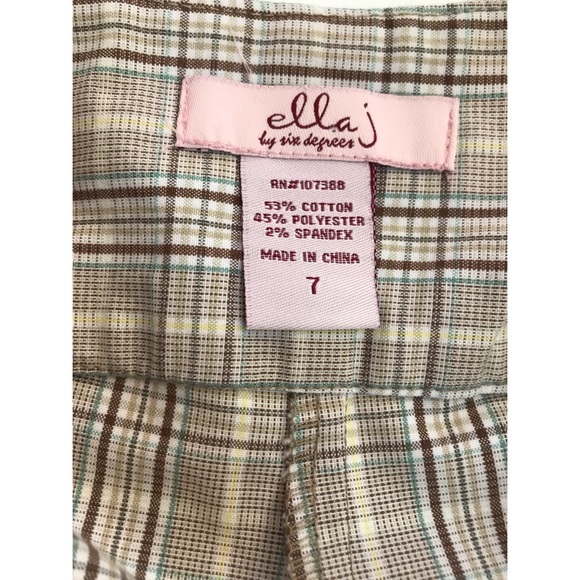 ella j
by six degrees
RN#107388
53% COTTON
45% POLYESTER
2% SPANDEX
MADE IN CHINA
7